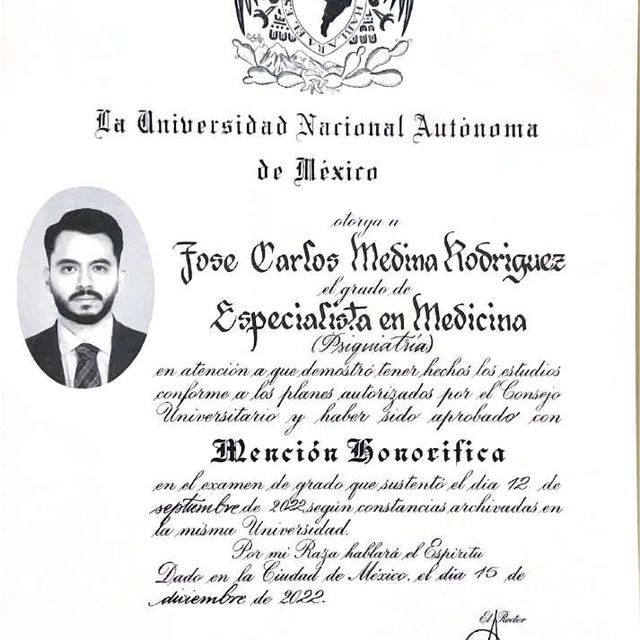 HABLARA EL ES
La Universidad Nacional Autónoma
de México
otorga a
Jose Carlos Medina Rodriguez
el grado de
Especialista en Medicina
(Psiquiatría)
en atención a que demostró tener hechos los estudios
conforme a los planes autorizados por el Consejo
Universitario y haber sido aprobado con
Mención Honorífica
en el examen de grado que sustentó el día 12 de
septiembre de 2022, según constancias archivadas en
la misma Universidad.
Por mi Raza hablará el Espíritu
Dado en la Ciudad de México, el día 15 de
diciembre de 2022.
El Rector